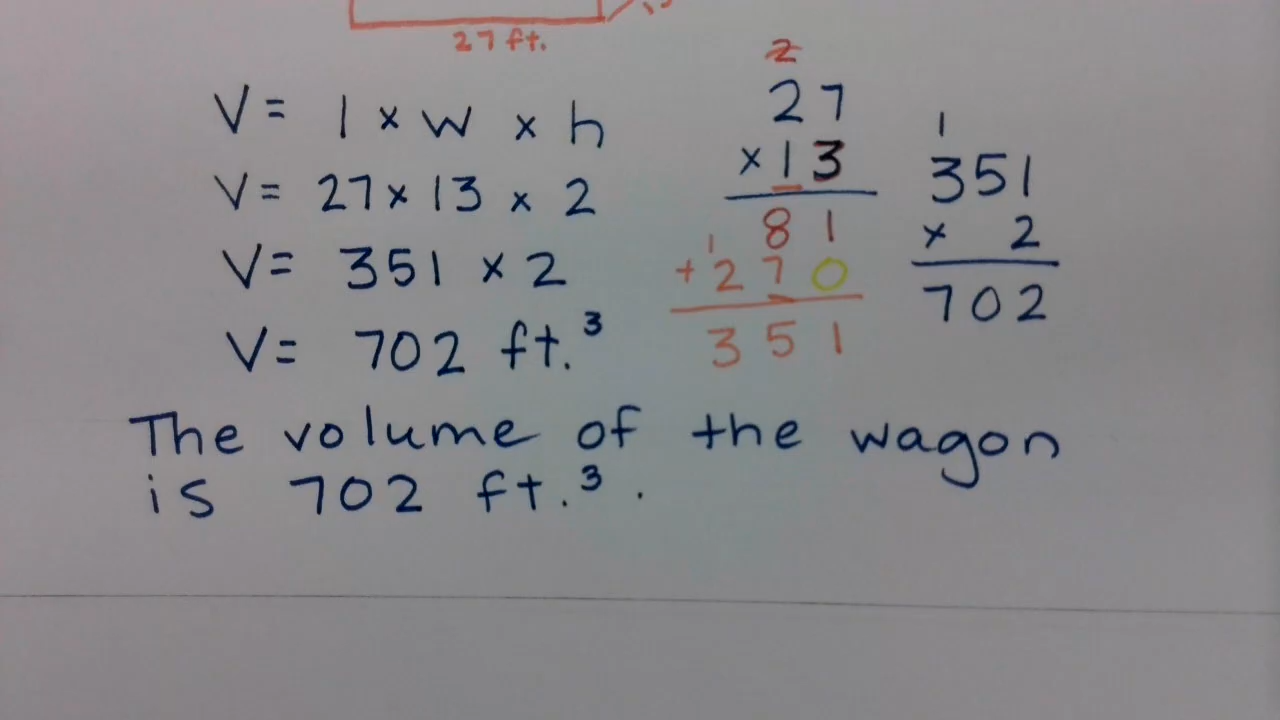 27 ft.
V = l × w × h
V = 27 × 13 × 2
V = 351 × 2
V = 702 ft.³
2
27
× 13
81
1
+ 270
351
1
351
× 2
702
The volume of the wagon
is 702 ft.³.